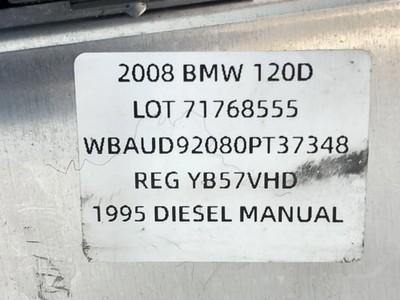 2008 BMW 120D
LOT 71768555
WBAUD92080PT37348
REG YB57VHD
1995 DIESEL MANUAL